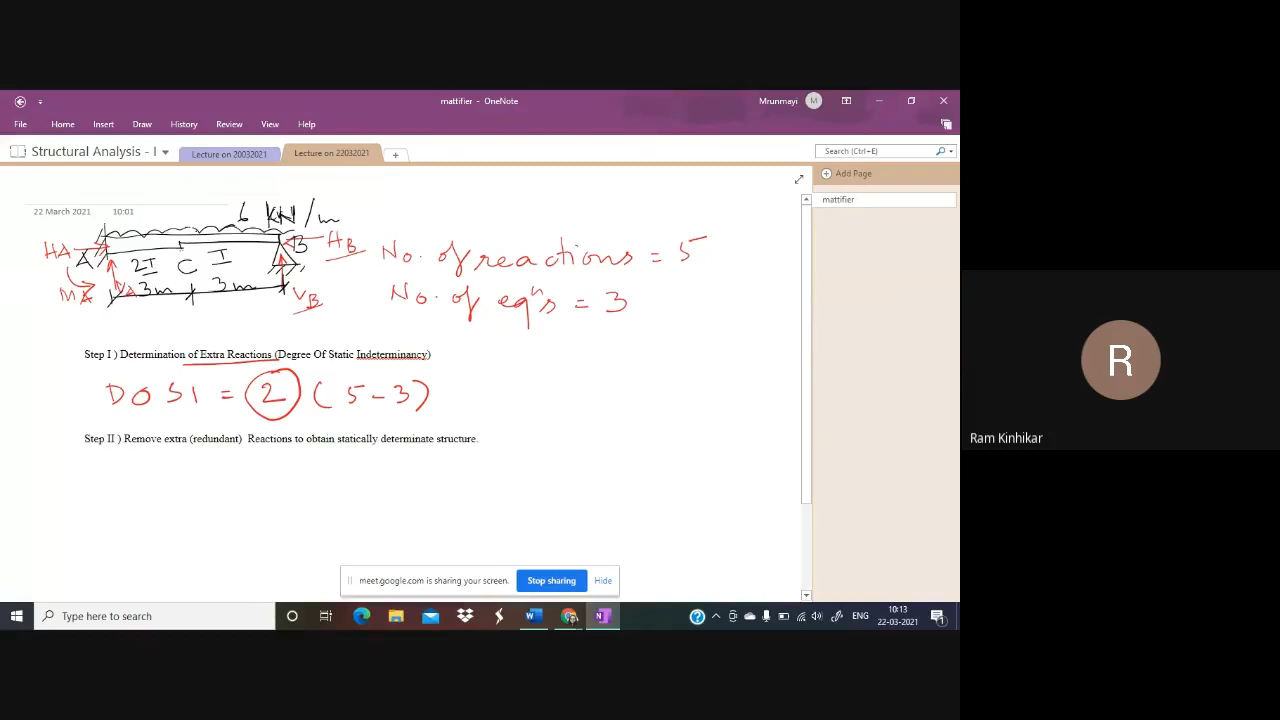 mattifier - OneNote
Mrunmayi M
File Home Insert Draw History Review View Help
Structural Analysis - I
Lecture on 20032021
Lecture on 22032021
Search (Ctrl+E)
Add Page
mattifier
22 March 2021 10:01
6 kN/m
HA
A
2I
C
I
B
HB
MA
VA
3m
3m
VB
No. of reactions = 5
No. of eqⁿs = 3
Step I ) Determination of Extra Reactions (Degree Of Static Indeterminancy)
DOSI = 2 (5-3)
Step II ) Remove extra (redundant) Reactions to obtain statically determinate structure.
meet.google.com is sharing your screen.
Stop sharing
Hide
Type here to search
ENG
10:13
22-03-2021
R
Ram Kinhikar